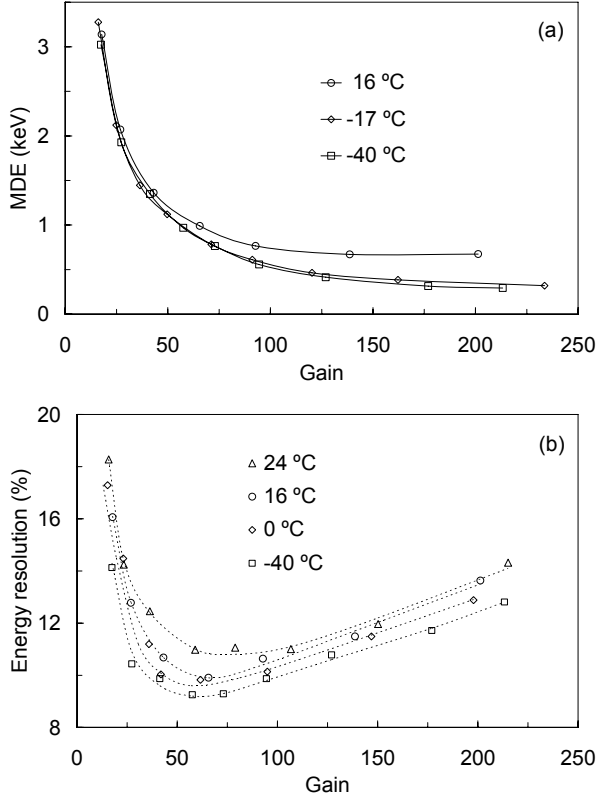 (a)
3
2
1
0
MDE (keV)
16 ºC
-17 ºC
-40 ºC
0 50 100 150 200 250
Gain
20
16
12
8
Energy resolution (%)
(b)
24 ºC
16 ºC
0 ºC
-40 ºC
0 50 100 150 200 250
Gain